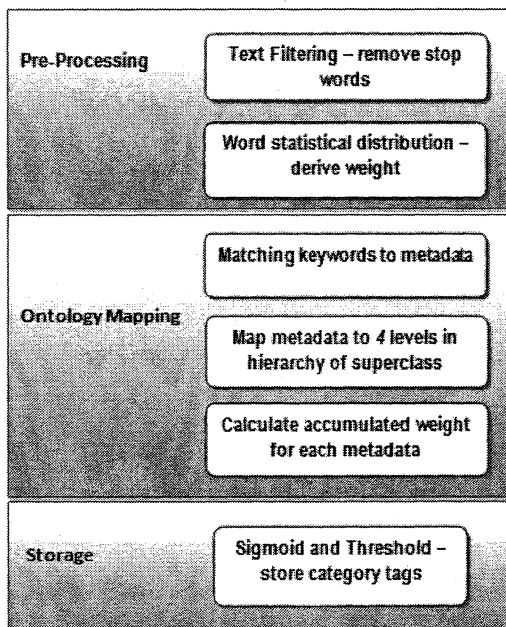 Pre-Processing
Text Filtering – remove stop
words
Word statistical distribution –
derive weight
Ontology Mapping
Matching keywords to metadata
Map metadata to 4 levels in
hierarchy of superclass
Calculate accumulated weight
for each metadata
Storage
Sigmoid and Threshold –
store category tags